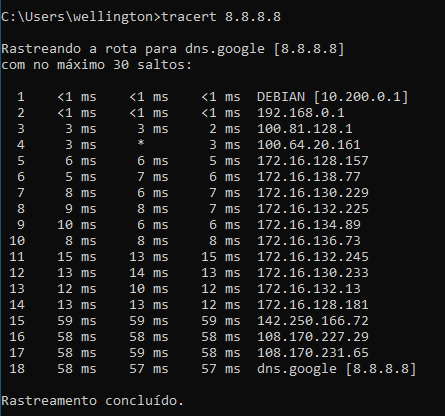 C:\Users\wellington>tracert 8.8.8.8
Rastreando a rota para dns.google [8.8.8.8]
com no máximo 30 saltos:
1 <1 ms <1 ms <1 ms DEBIAN [10.200.0.1]
2 <1 ms <1 ms <1 ms 192.168.0.1
3 3 ms 3 ms 2 ms 100.81.128.1
4 3 ms * 3 ms 100.64.20.161
5 6 ms 6 ms 5 ms 172.16.128.157
6 5 ms 7 ms 6 ms 172.16.138.77
7 8 ms 6 ms 7 ms 172.16.130.229
8 9 ms 8 ms 7 ms 172.16.132.225
9 10 ms 6 ms 6 ms 172.16.134.89
10 8 ms 8 ms 8 ms 172.16.136.73
11 15 ms 13 ms 15 ms 172.16.132.245
12 13 ms 14 ms 13 ms 172.16.130.233
13 12 ms 10 ms 12 ms 172.16.132.13
14 13 ms 13 ms 12 ms 172.16.128.181
15 59 ms 59 ms 59 ms 142.250.166.72
16 58 ms 58 ms 58 ms 108.170.227.29
17 58 ms 59 ms 58 ms 108.170.231.65
18 58 ms 57 ms 57 ms dns.google [8.8.8.8]
Rastreamento concluído.